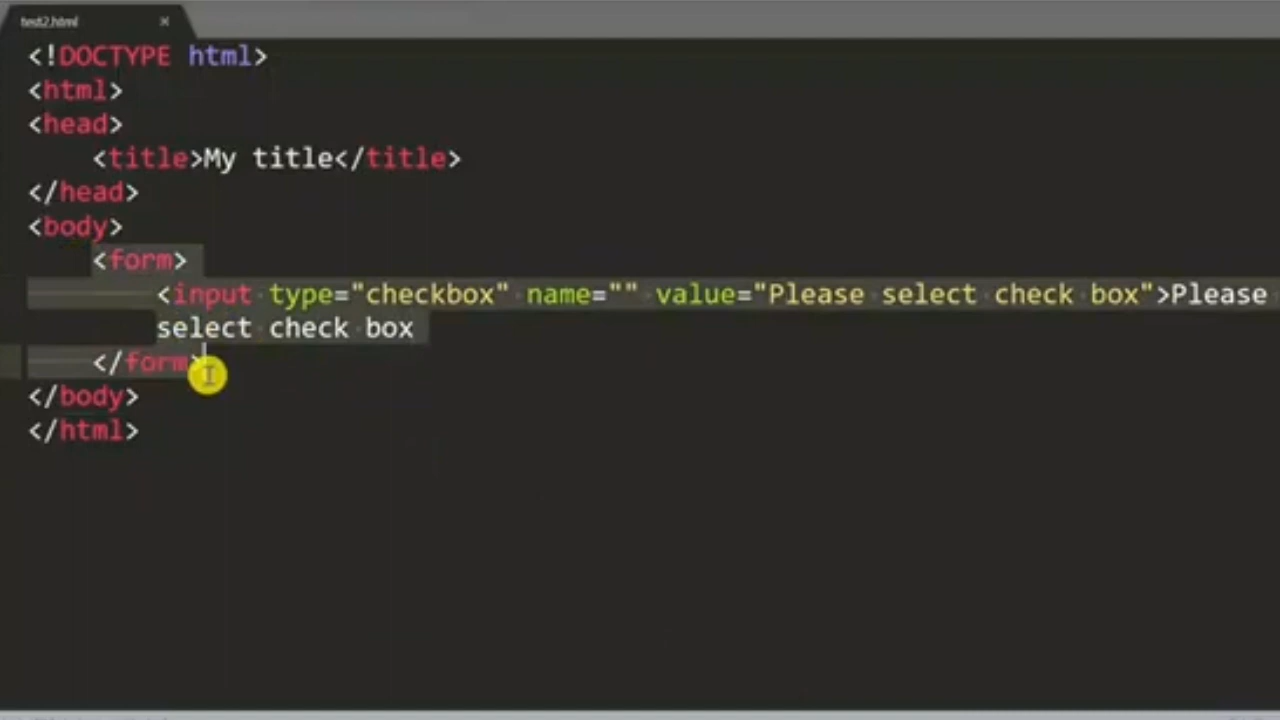 test2.html ×
<!DOCTYPE html>
<html>
<head>
<title>My title</title>
</head>
<body>
<form>
<input type="checkbox" name="" value="Please select check box">Please
select check box
</form>
</body>
</html>